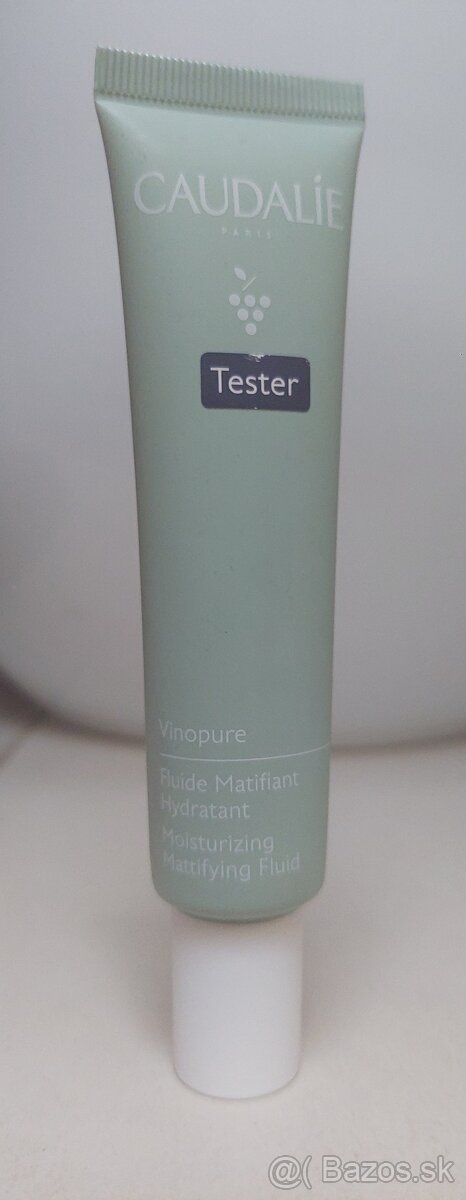 CAUDALIE
PARIS
Tester
Vinopure
Fluide Matifiant
Hydratant
Moisturizing
Mattifying Fluid
@( Bazos.sk